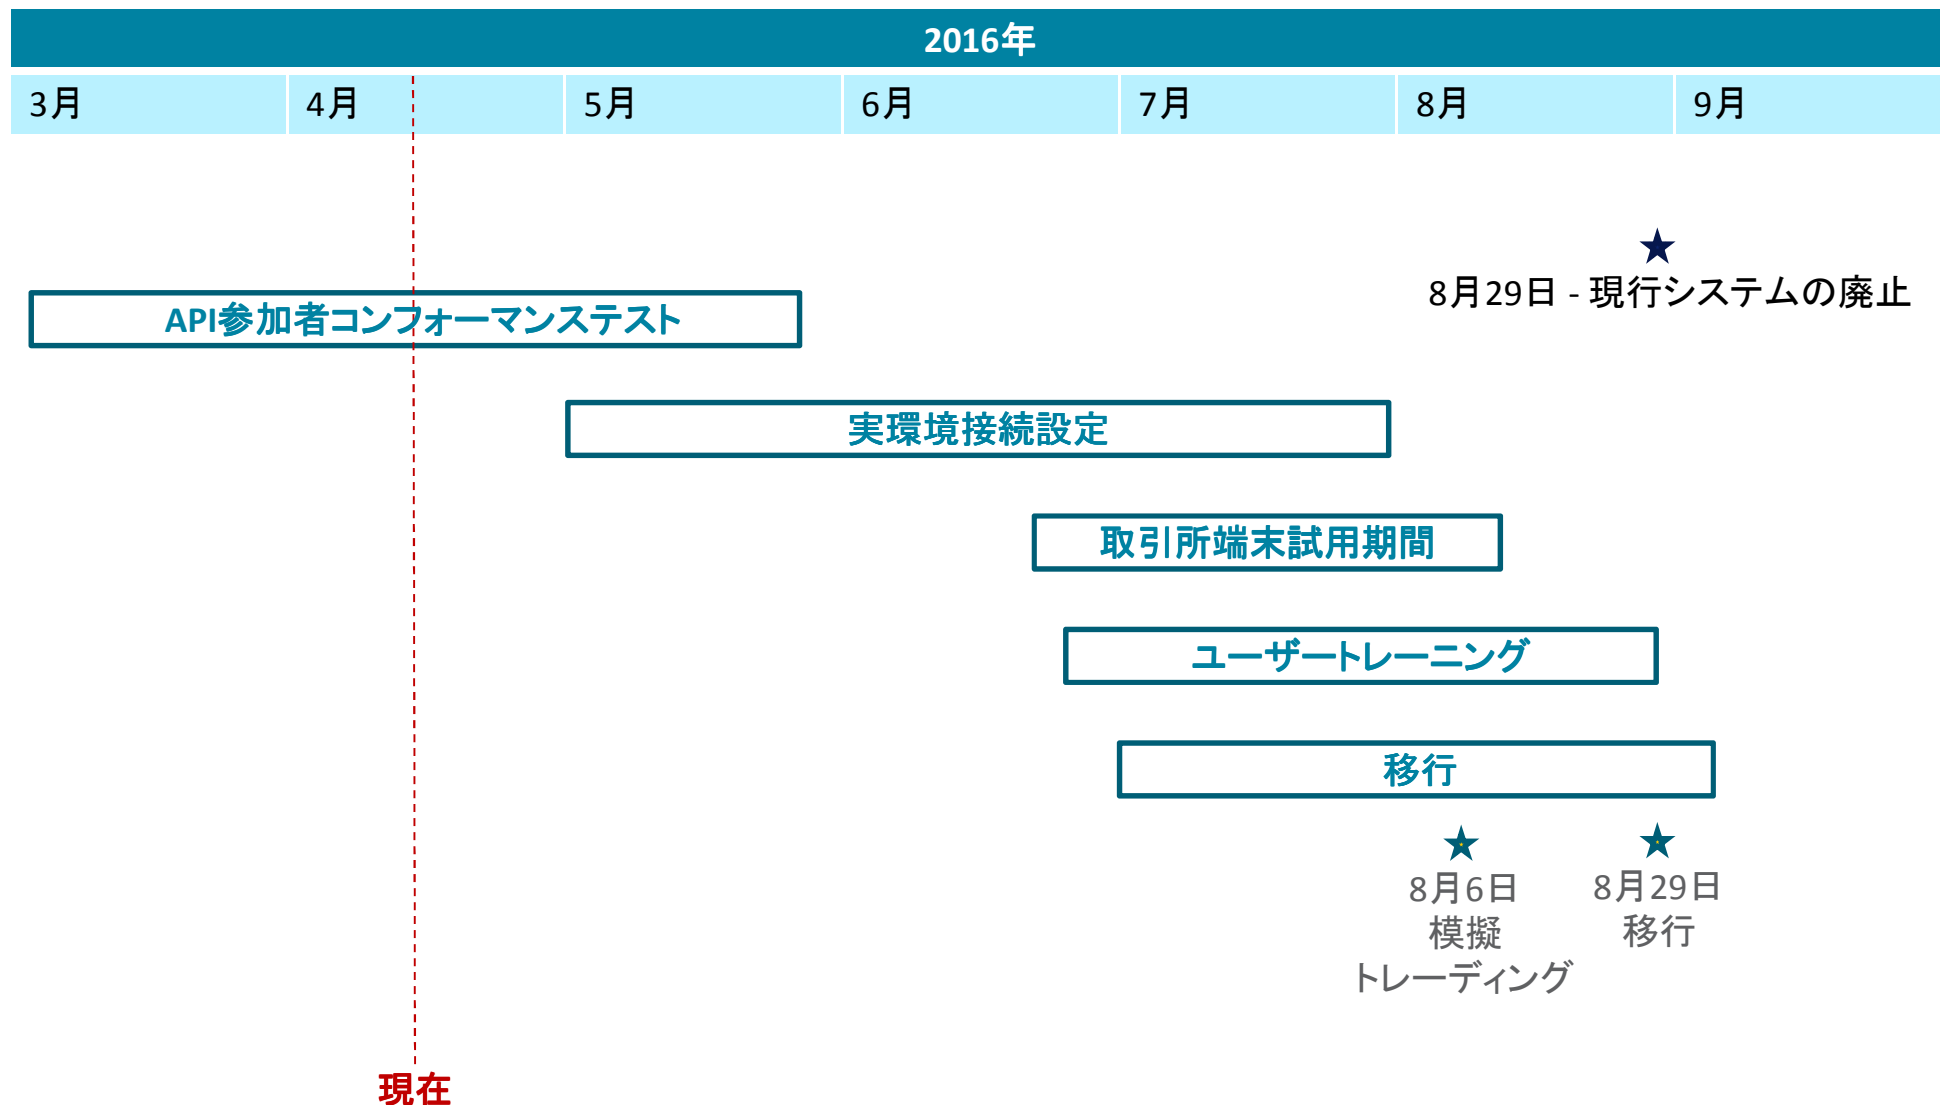 2016年
3月 4月 5月 6月 7月 8月 9月
8月29日 - 現行システムの廃止
API参加者コンフォーマンステスト
実環境接続設定
取引所端末試用期間
ユーザートレーニング
移行
8月6日
模擬
トレーディング
8月29日
移行
現在